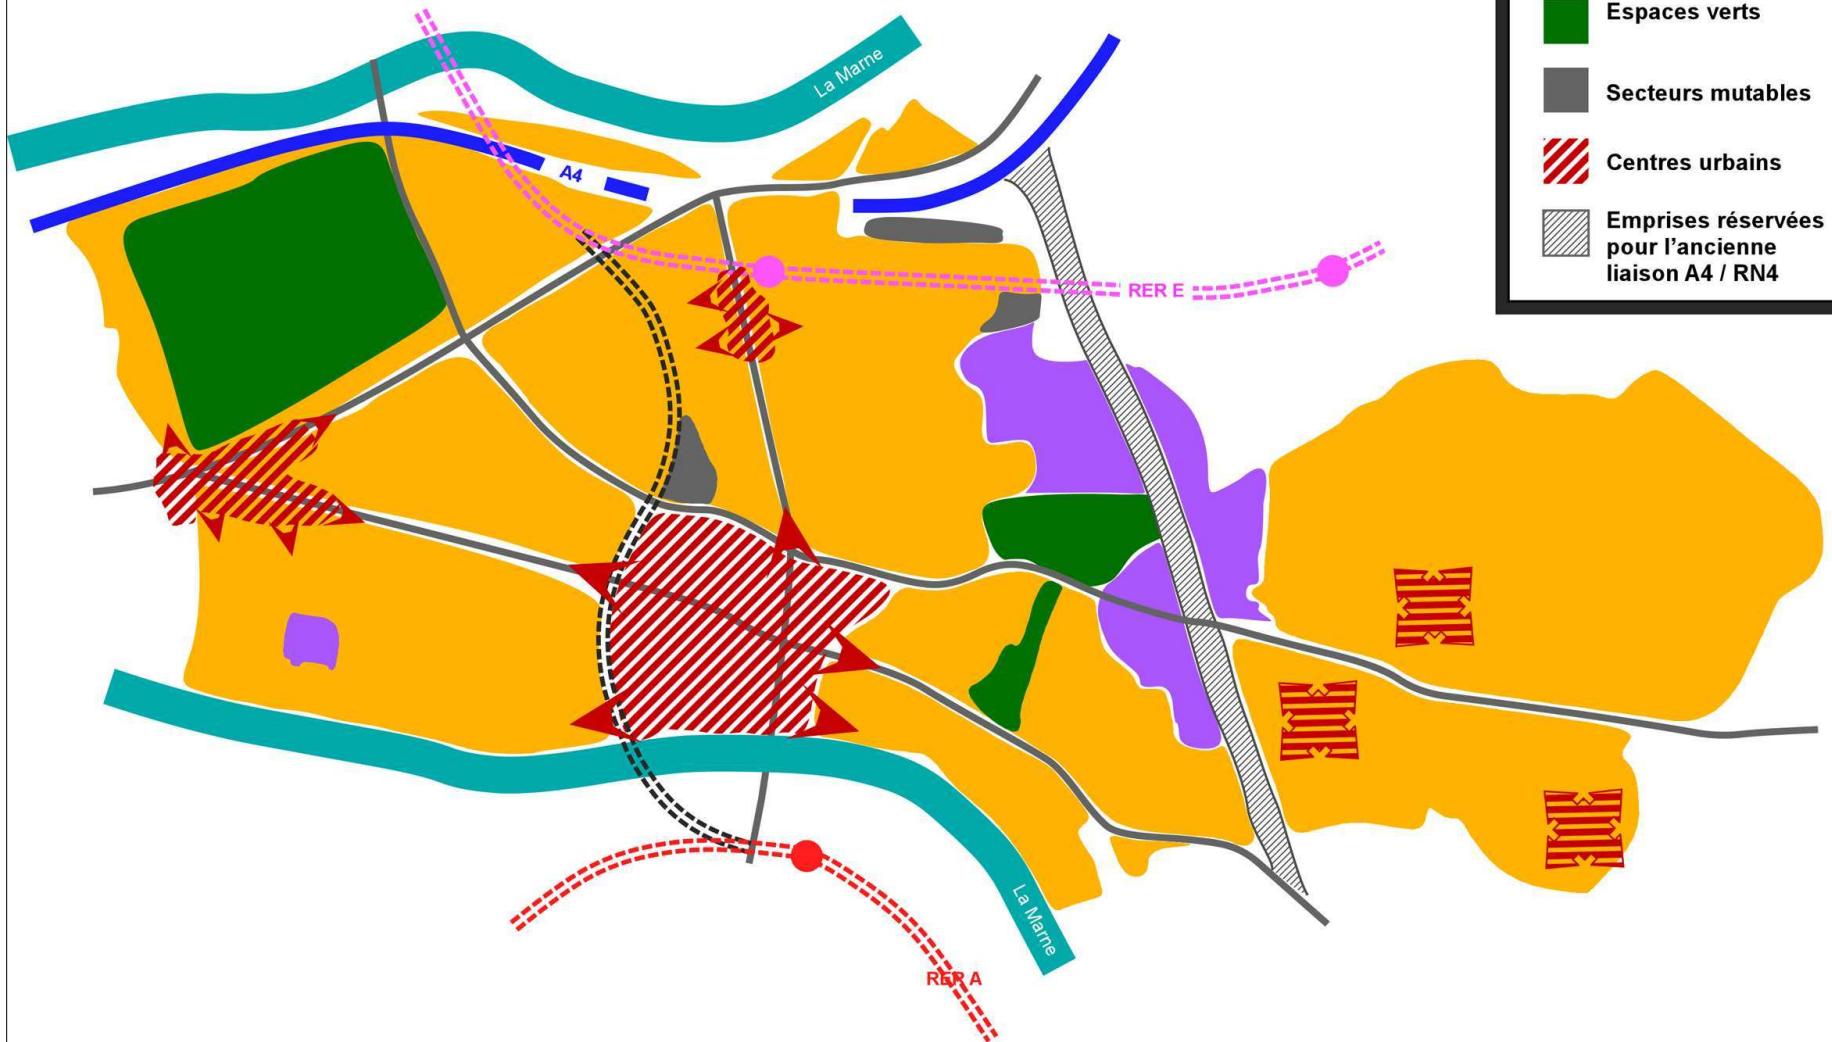 Espaces verts
Secteurs mutables
Centres urbains
Emprises réservées
pour l'ancienne
liaison A4 / RN4
La Marne
A4
RER E
La Marne
RER A